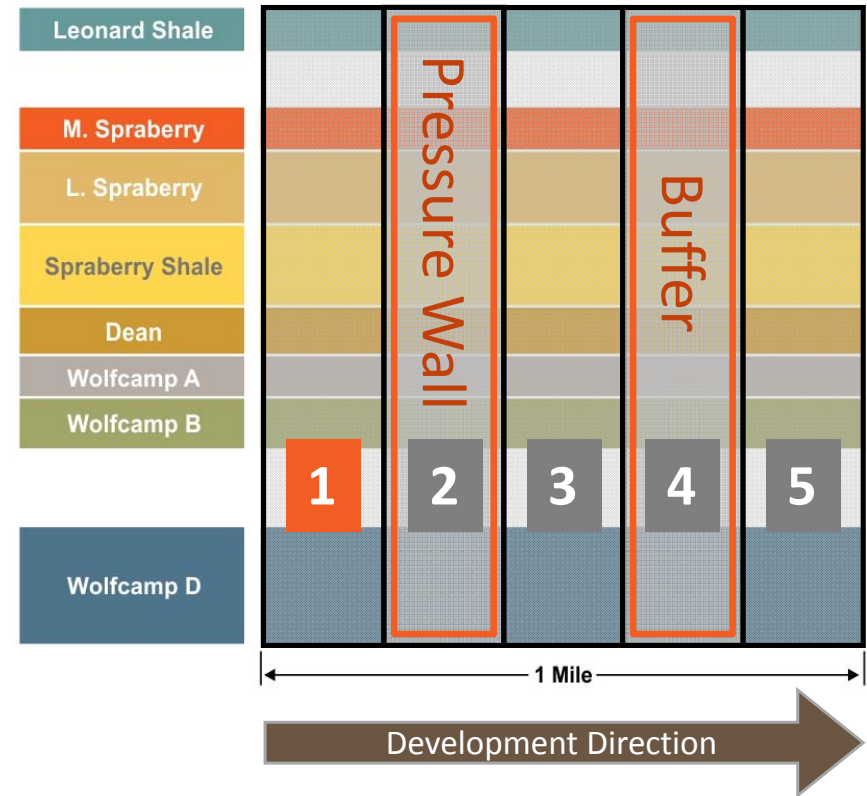 Leonard Shale
M. Spraberry
L. Spraberry
Spraberry Shale
Dean
Wolfcamp A
Wolfcamp B
Wolfcamp D
Pressure Wall
Buffer
1
2
3
4
5
1 Mile
Development Direction